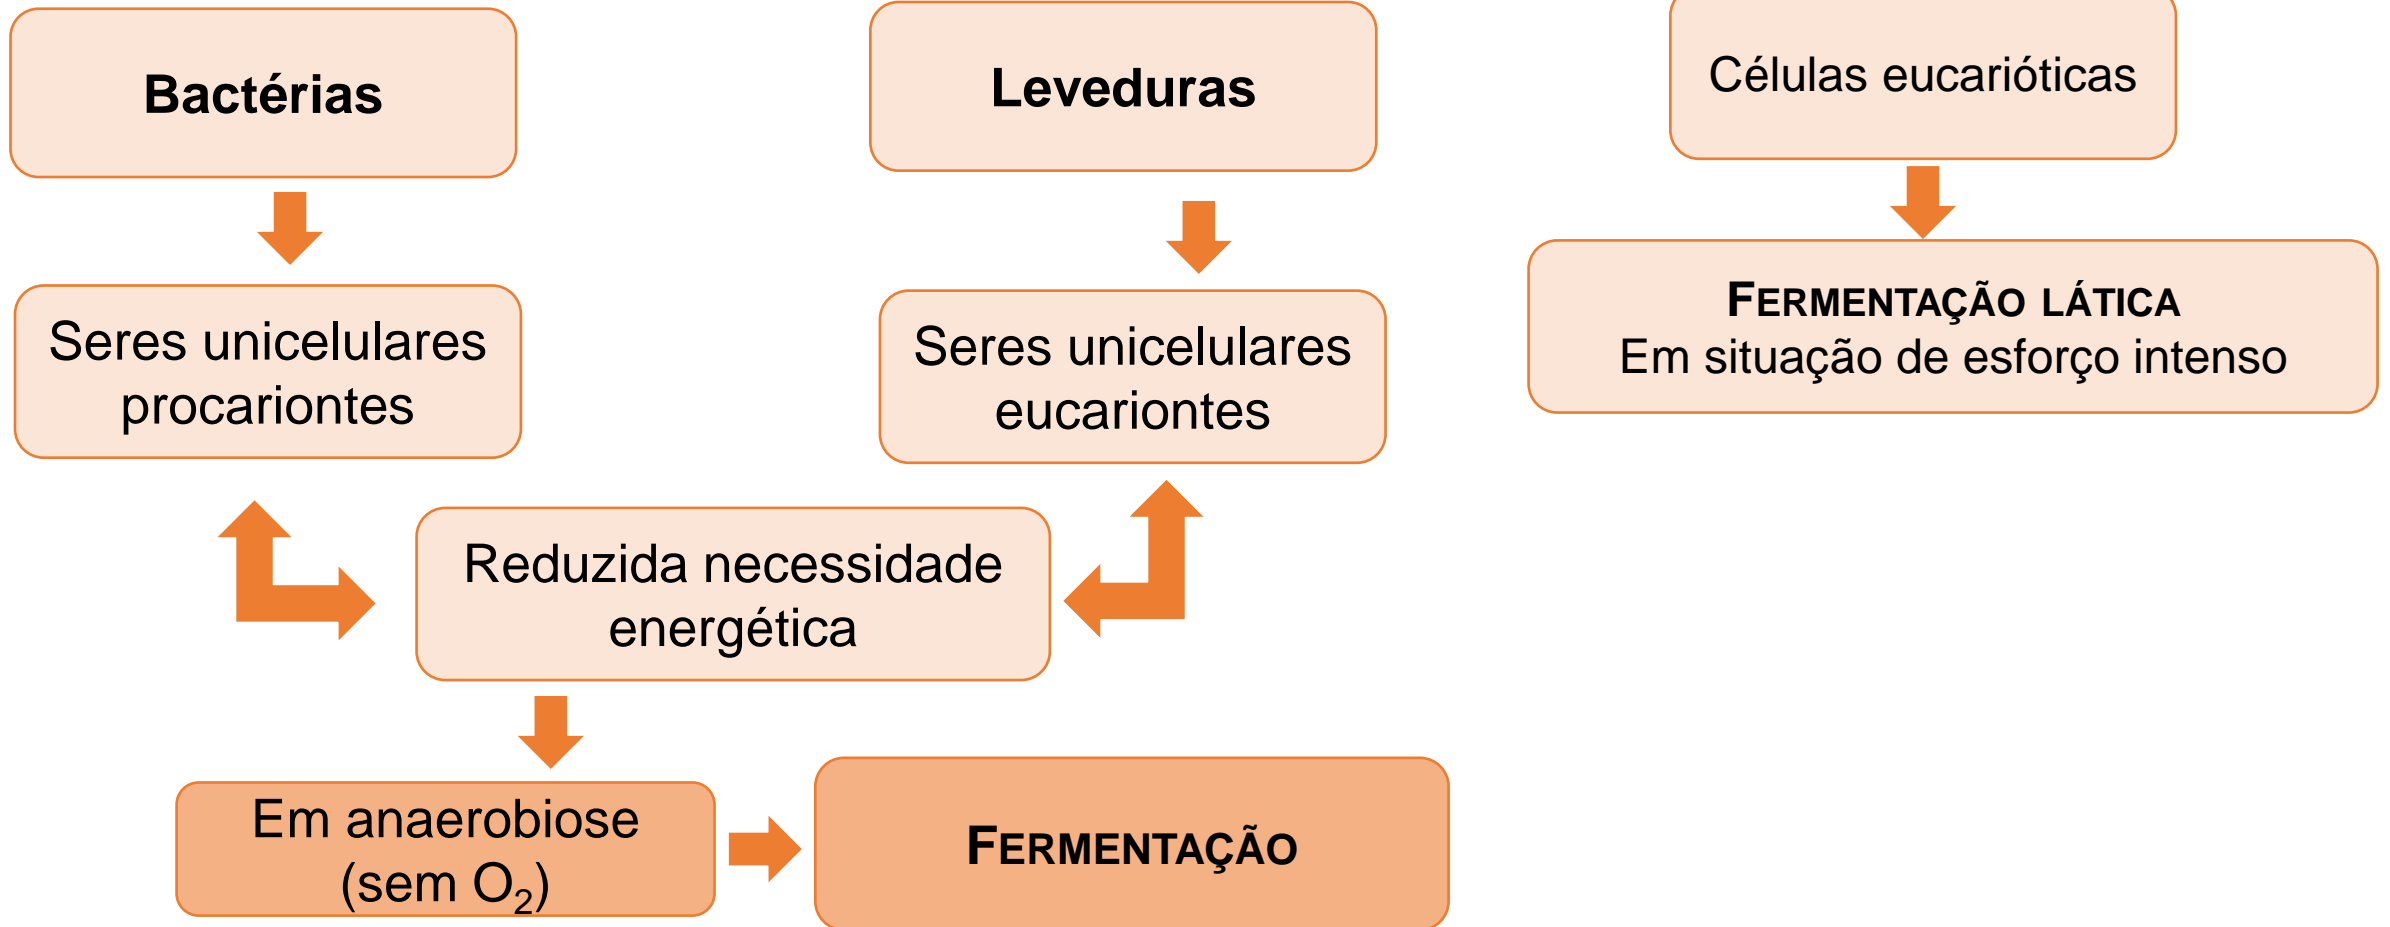 Bactérias
Leveduras
Células eucarióticas
Seres unicelulares
procariontes
Seres unicelulares
eucariontes
FERMENTAÇÃO LÁTICA
Em situação de esforço intenso
Reduzida necessidade
energética
Em anaerobiose
(sem O₂)
FERMENTAÇÃO